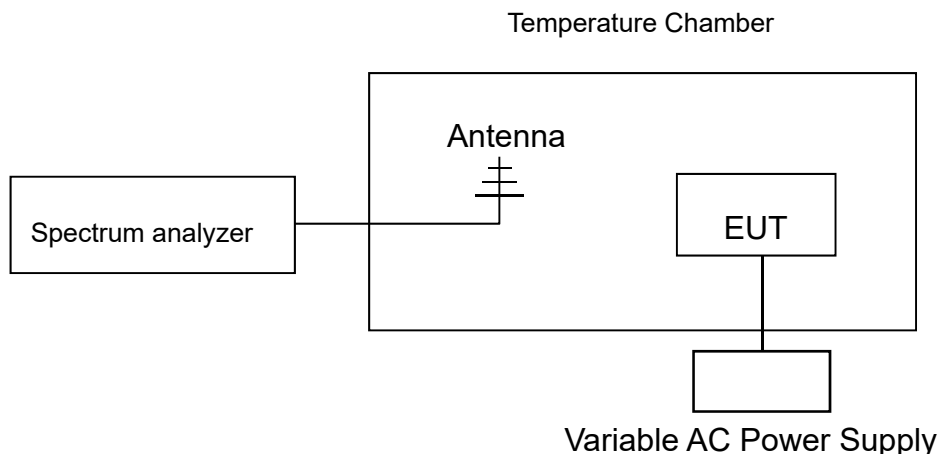 Temperature Chamber
Antenna
Spectrum analyzer
EUT
Variable AC Power Supply